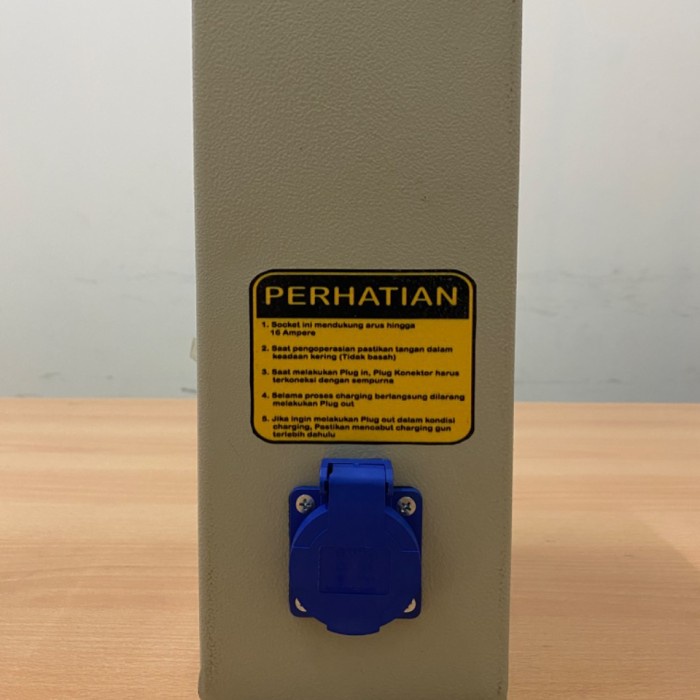 PERHATIAN
1. Socket ini mendukung arus hingga
16 Ampere
2. Saat pengoperasian pastikan tangan dalam
keadaan kering (Tidak basah)
3. Saat melakukan Plug in, Plug Konektor harus
terkoneksi dengan sempurna
4. Selama proses charging berlangsung dilarang
melakukan Plug out
5. Jika ingin melakukan Plug out dalam kondisi
charging, Pastikan mencabut charging gun
terlebih dahulu